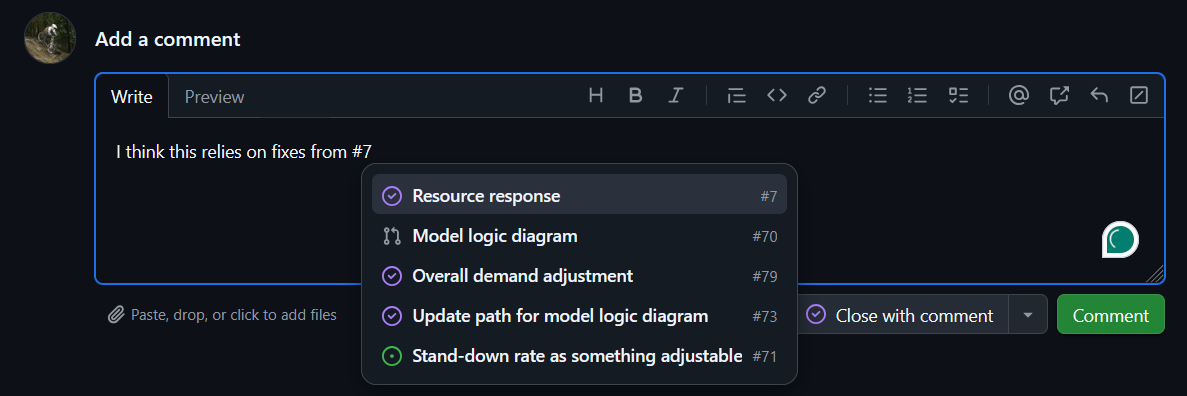 Add a comment
Write Preview
I think this relies on fixes from #7
Resource response #7
Model logic diagram #70
Overall demand adjustment #79
Update path for model logic diagram #73
Stand-down rate as something adjustable #71
Paste, drop, or click to add files
Close with comment
Comment